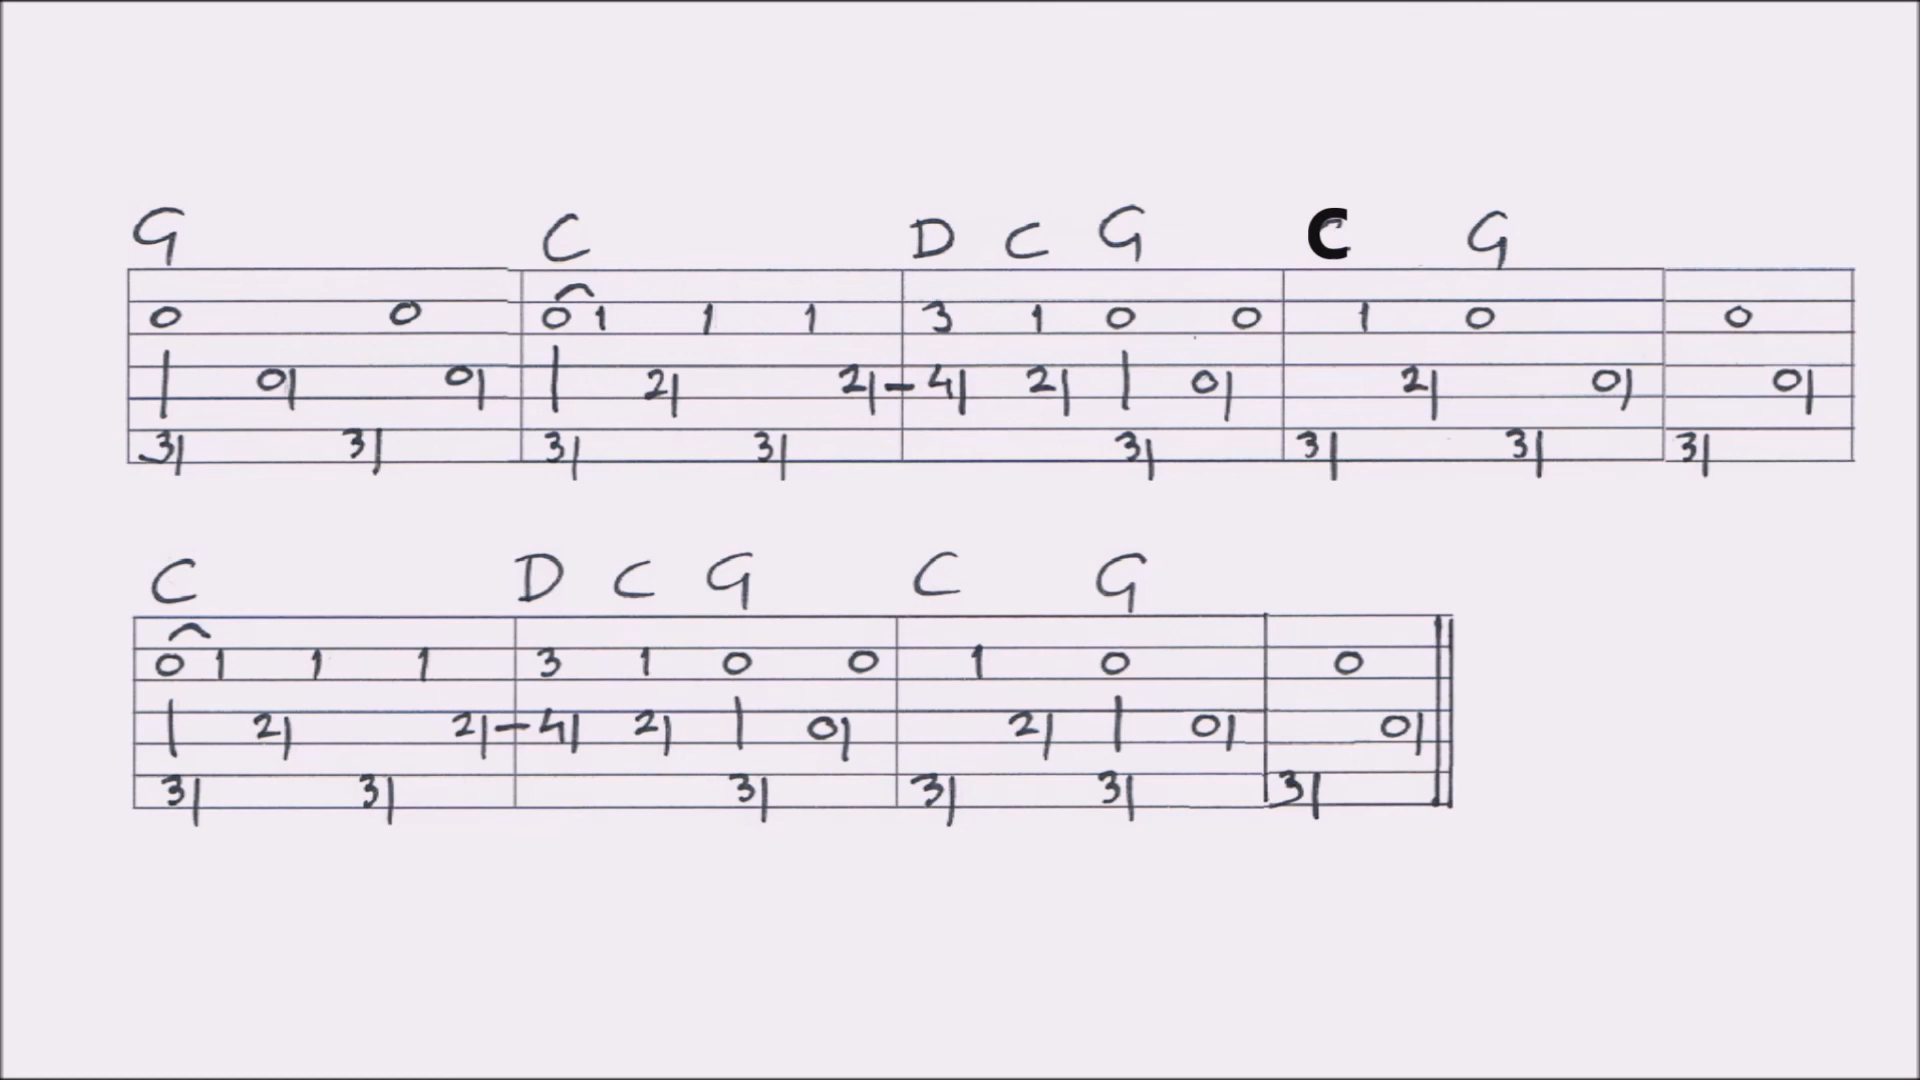 G C D C G C G
0 0 0 1 1 1 3 1 0 0 1 0 0
0 0 2 2 - 4 2 0 2 0 0
3 3 3 3 3 3 3 3
C D C G C G
0 1 1 1 3 1 0 0 1 0 0
2 2 - 4 2 0 2 0 0
3 3 3 3 3 3